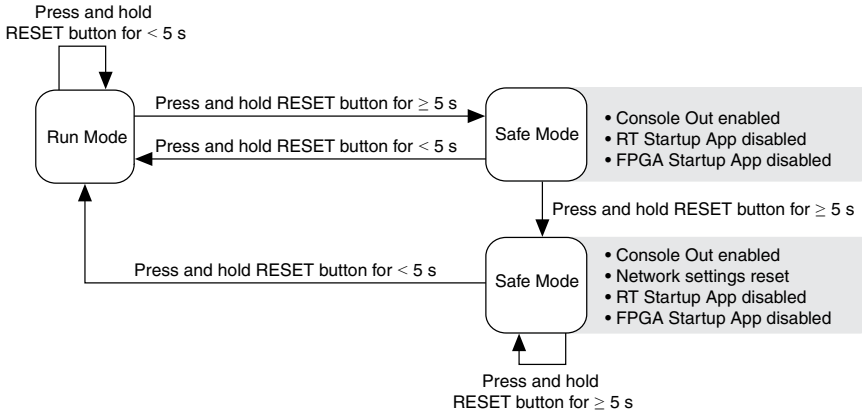 Press and hold
RESET button for < 5 s
Run Mode
Press and hold RESET button for ≥ 5 s
Press and hold RESET button for < 5 s
Safe Mode
• Console Out enabled
• RT Startup App disabled
• FPGA Startup App disabled
Press and hold RESET button for ≥ 5 s
Press and hold RESET button for < 5 s
Safe Mode
• Console Out enabled
• Network settings reset
• RT Startup App disabled
• FPGA Startup App disabled
Press and hold
RESET button for ≥ 5 s